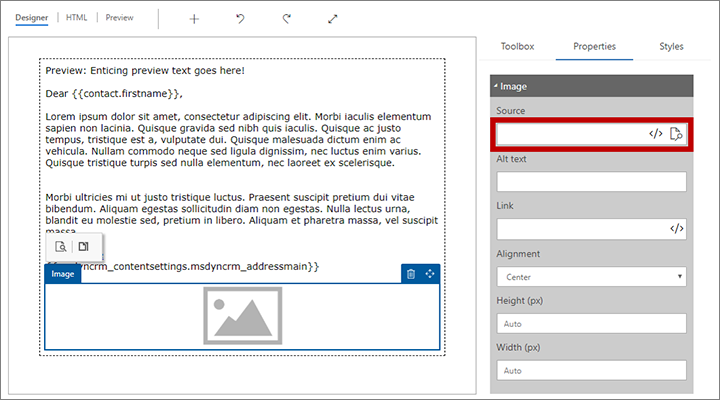 Designer HTML Preview
Toolbox Properties Styles
Preview: Enticing preview text goes here!
Dear {{contact.firstname}},
Lorem ipsum dolor sit amet, consectetur adipiscing elit. Morbi iaculis elementum
sapien non lacinia. Quisque gravida sed nibh quis iaculis. Quisque ac justo
tempus, tristique est a, vulputate dui. Quisque malesuada dictum enim ac
vehicula. Nullam commodo neque sed ligula dignissim, nec luctus enim varius.
Quisque tristique turpis sed nulla elementum, nec laoreet ex scelerisque.
Morbi ultricies mi ut justo tristique luctus. Praesent suscipit pretium dui vitae
bibendum. Aliquam egestas sollicitudin diam non egestas. Nulla lectus urna,
blandit eu molestie sed, pretium in libero. Aliquam et pharetra massa, vel suscipit
massa
yncrm_contentsettings.msdyncrm_addressmain}}
Image
Image
Source
</>
Alt text
Link
</>
Alignment
Center
Height (px)
Auto
Width (px)
Auto